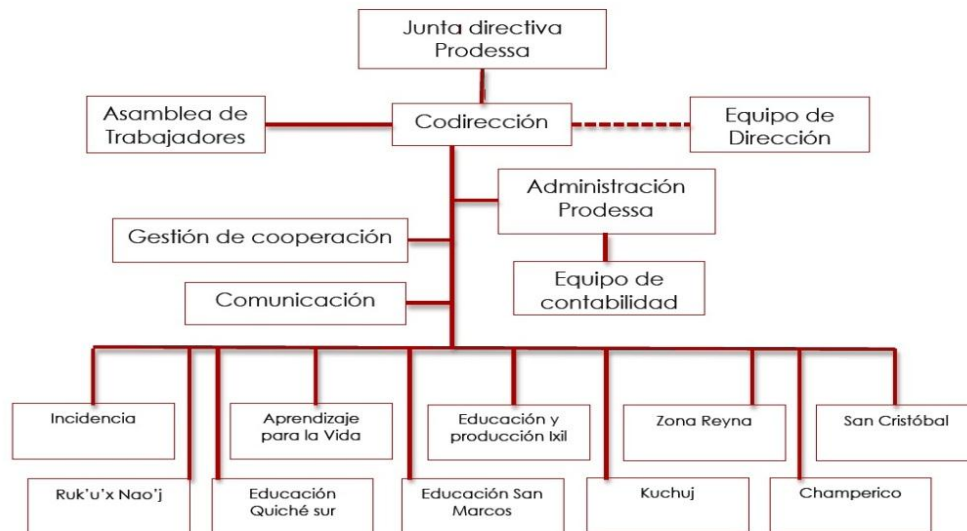 Junta directiva
Prodessa
Asamblea de
Trabajadores
Codirección
Equipo de
Dirección
Administración
Prodessa
Gestión de cooperación
Equipo de
contabilidad
Comunicación
Incidencia
Aprendizaje
para la Vida
Educación y
producción Ixil
Zona Reyna
San Cristóbal
Ruk'u'x Nao'j
Educación
Quiché sur
Educación San
Marcos
Kuchuj
Champerico